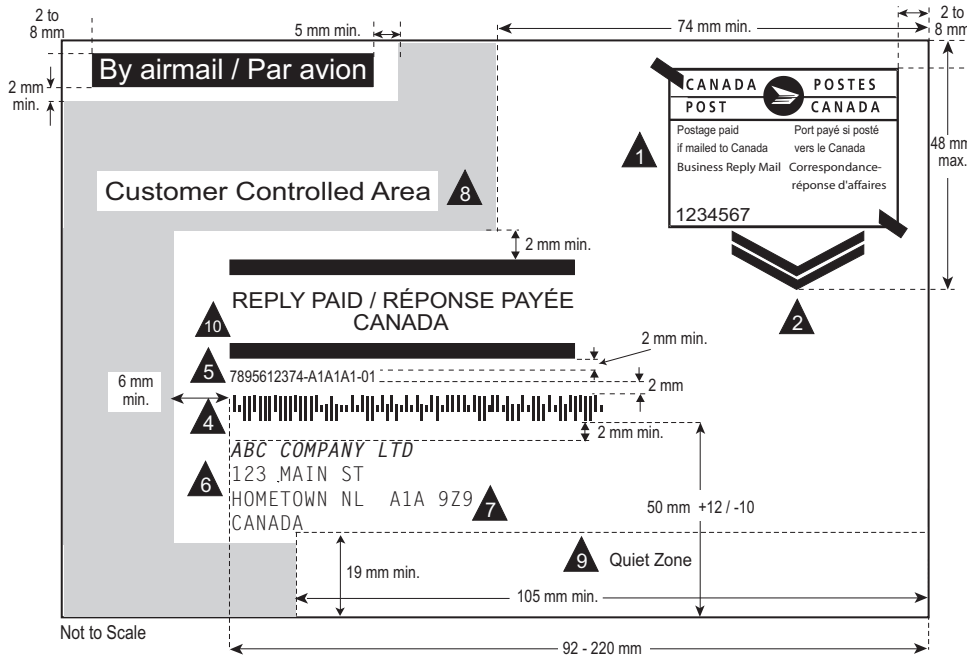 2 to
8 mm
5 mm min.
74 mm min.
2 to
8 mm
By airmail / Par avion
2 mm
min.
CANADA POSTES
POST CANADA
Postage paid
if mailed to Canada
Business Reply Mail
Port payé si posté
vers le Canada
Correspondance-
réponse d'affaires
1234567
1
48 mm
max.
Customer Controlled Area 8
2 mm min.
2
REPLY PAID / RÉPONSE PAYÉE
CANADA
10
2 mm min.
5
7895612374-A1A1A1-01
2 mm
6 mm
min.
4
2 mm min.
ABC COMPANY LTD
123 MAIN ST
HOMETOWN NL A1A 9Z9
CANADA
6
7
50 mm +12 / -10
9 Quiet Zone
19 mm min.
105 mm min.
Not to Scale
92 - 220 mm